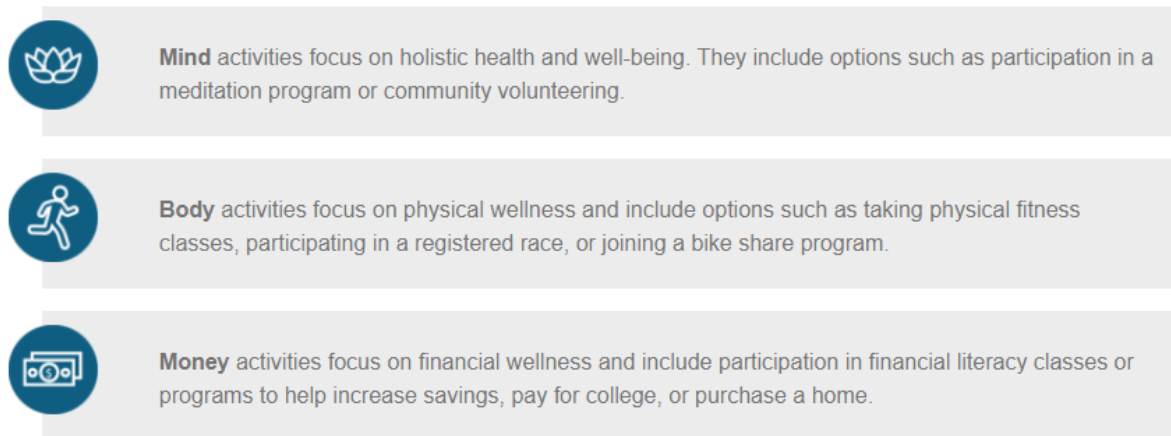 Mind activities focus on holistic health and well-being. They include options such as participation in a
meditation program or community volunteering.
Body activities focus on physical wellness and include options such as taking physical fitness
classes, participating in a registered race, or joining a bike share program.
Money activities focus on financial wellness and include participation in financial literacy classes or
programs to help increase savings, pay for college, or purchase a home.